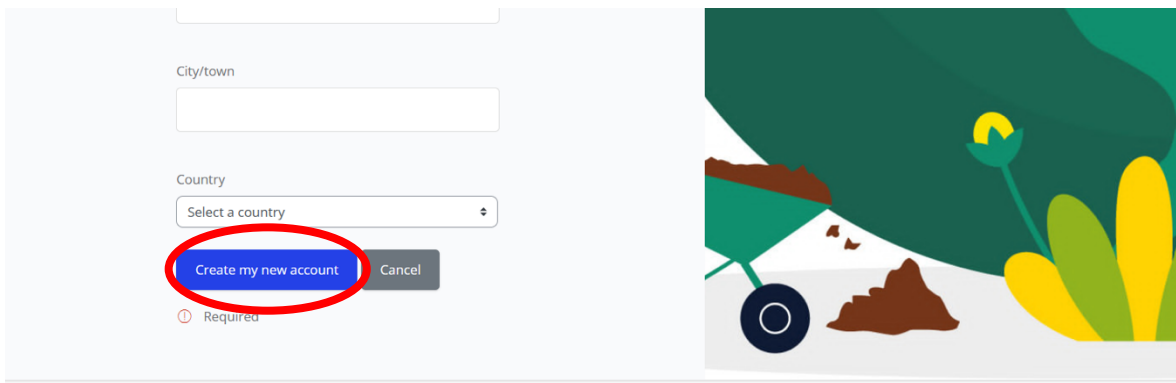 City/town
Country
Select a country
Create my new account
Cancel
Required